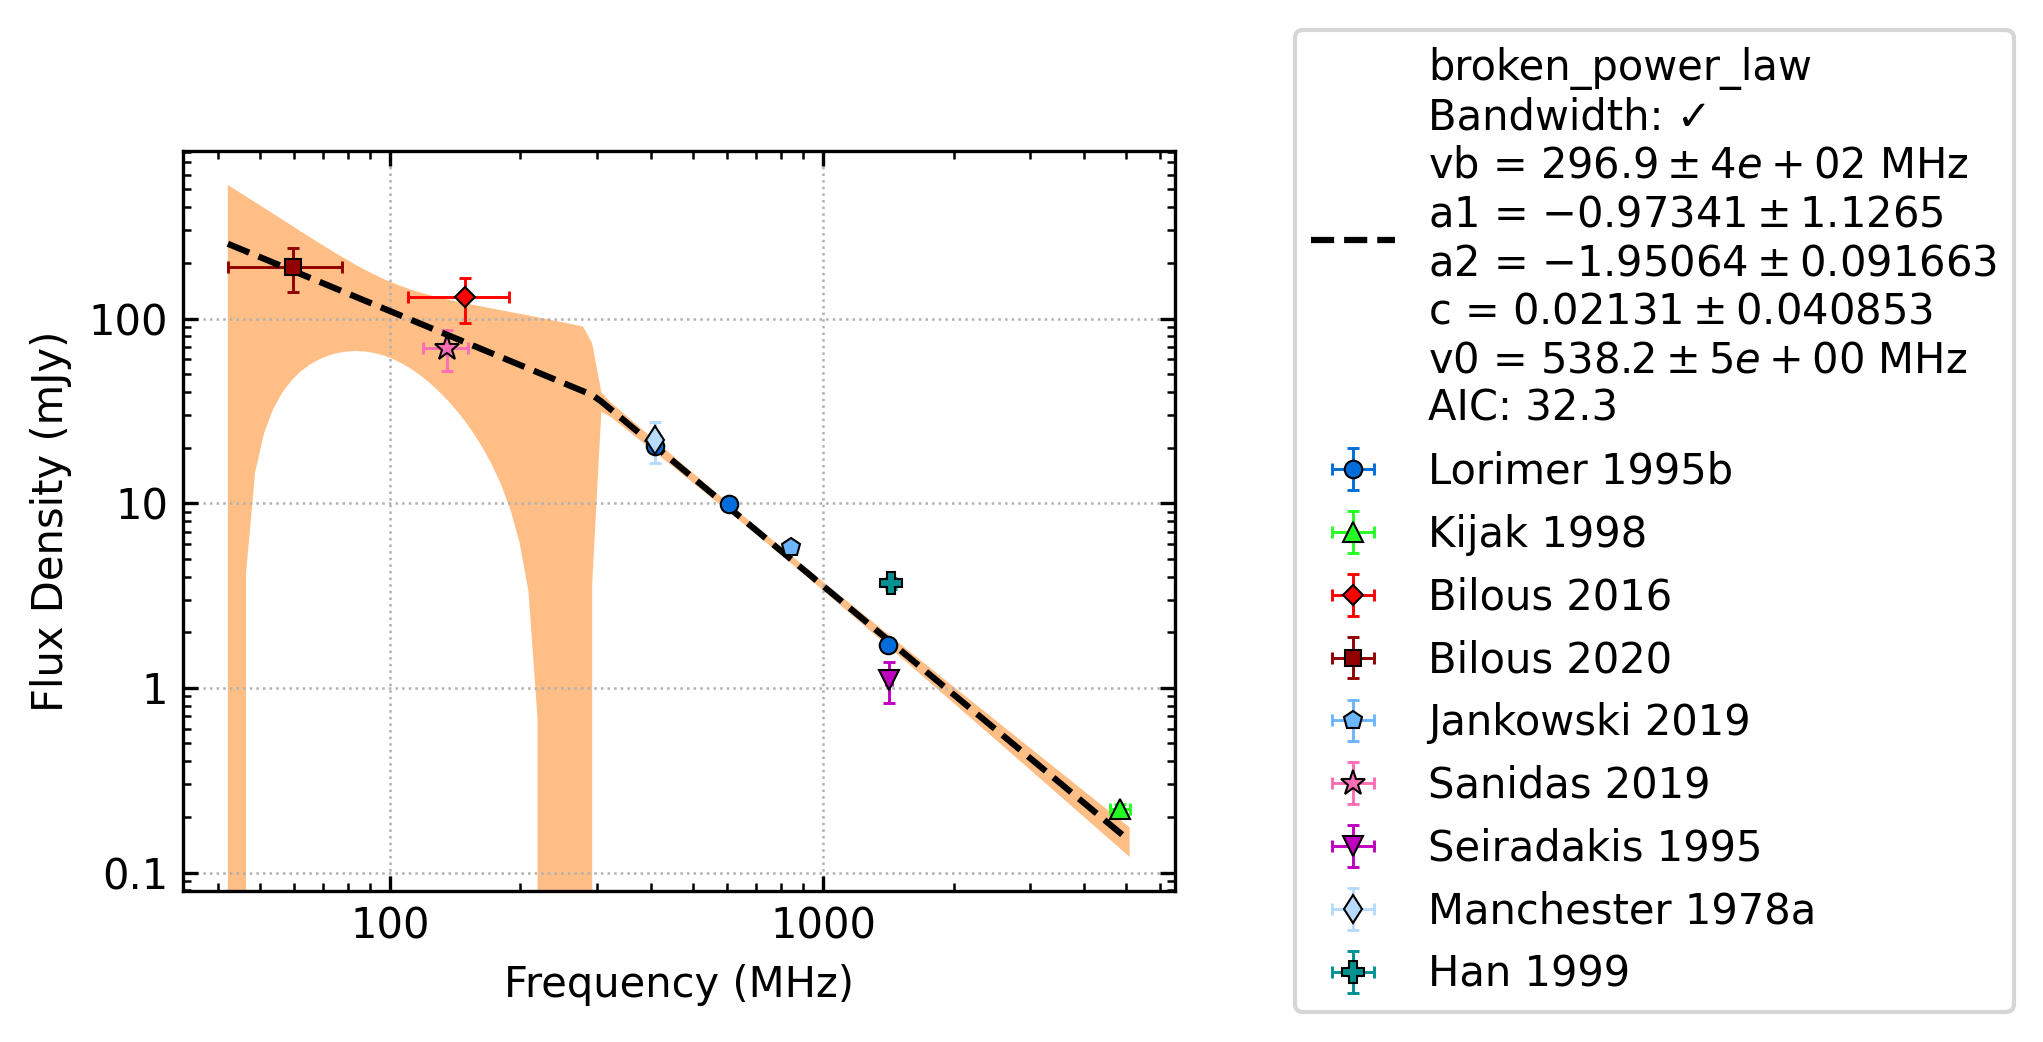 Flux Density (mJy)
100
10
1
0.1
100
1000
Frequency (MHz)
broken_power_law
Bandwidth: ✓
vb = 296.9 ± 4e + 02 MHz
a1 = −0.97341 ± 1.1265
a2 = −1.95064 ± 0.091663
c = 0.02131 ± 0.040853
v0 = 538.2 ± 5e + 00 MHz
AIC: 32.3
Lorimer 1995b
Kijak 1998
Bilous 2016
Bilous 2020
Jankowski 2019
Sanidas 2019
Seiradakis 1995
Manchester 1978a
Han 1999